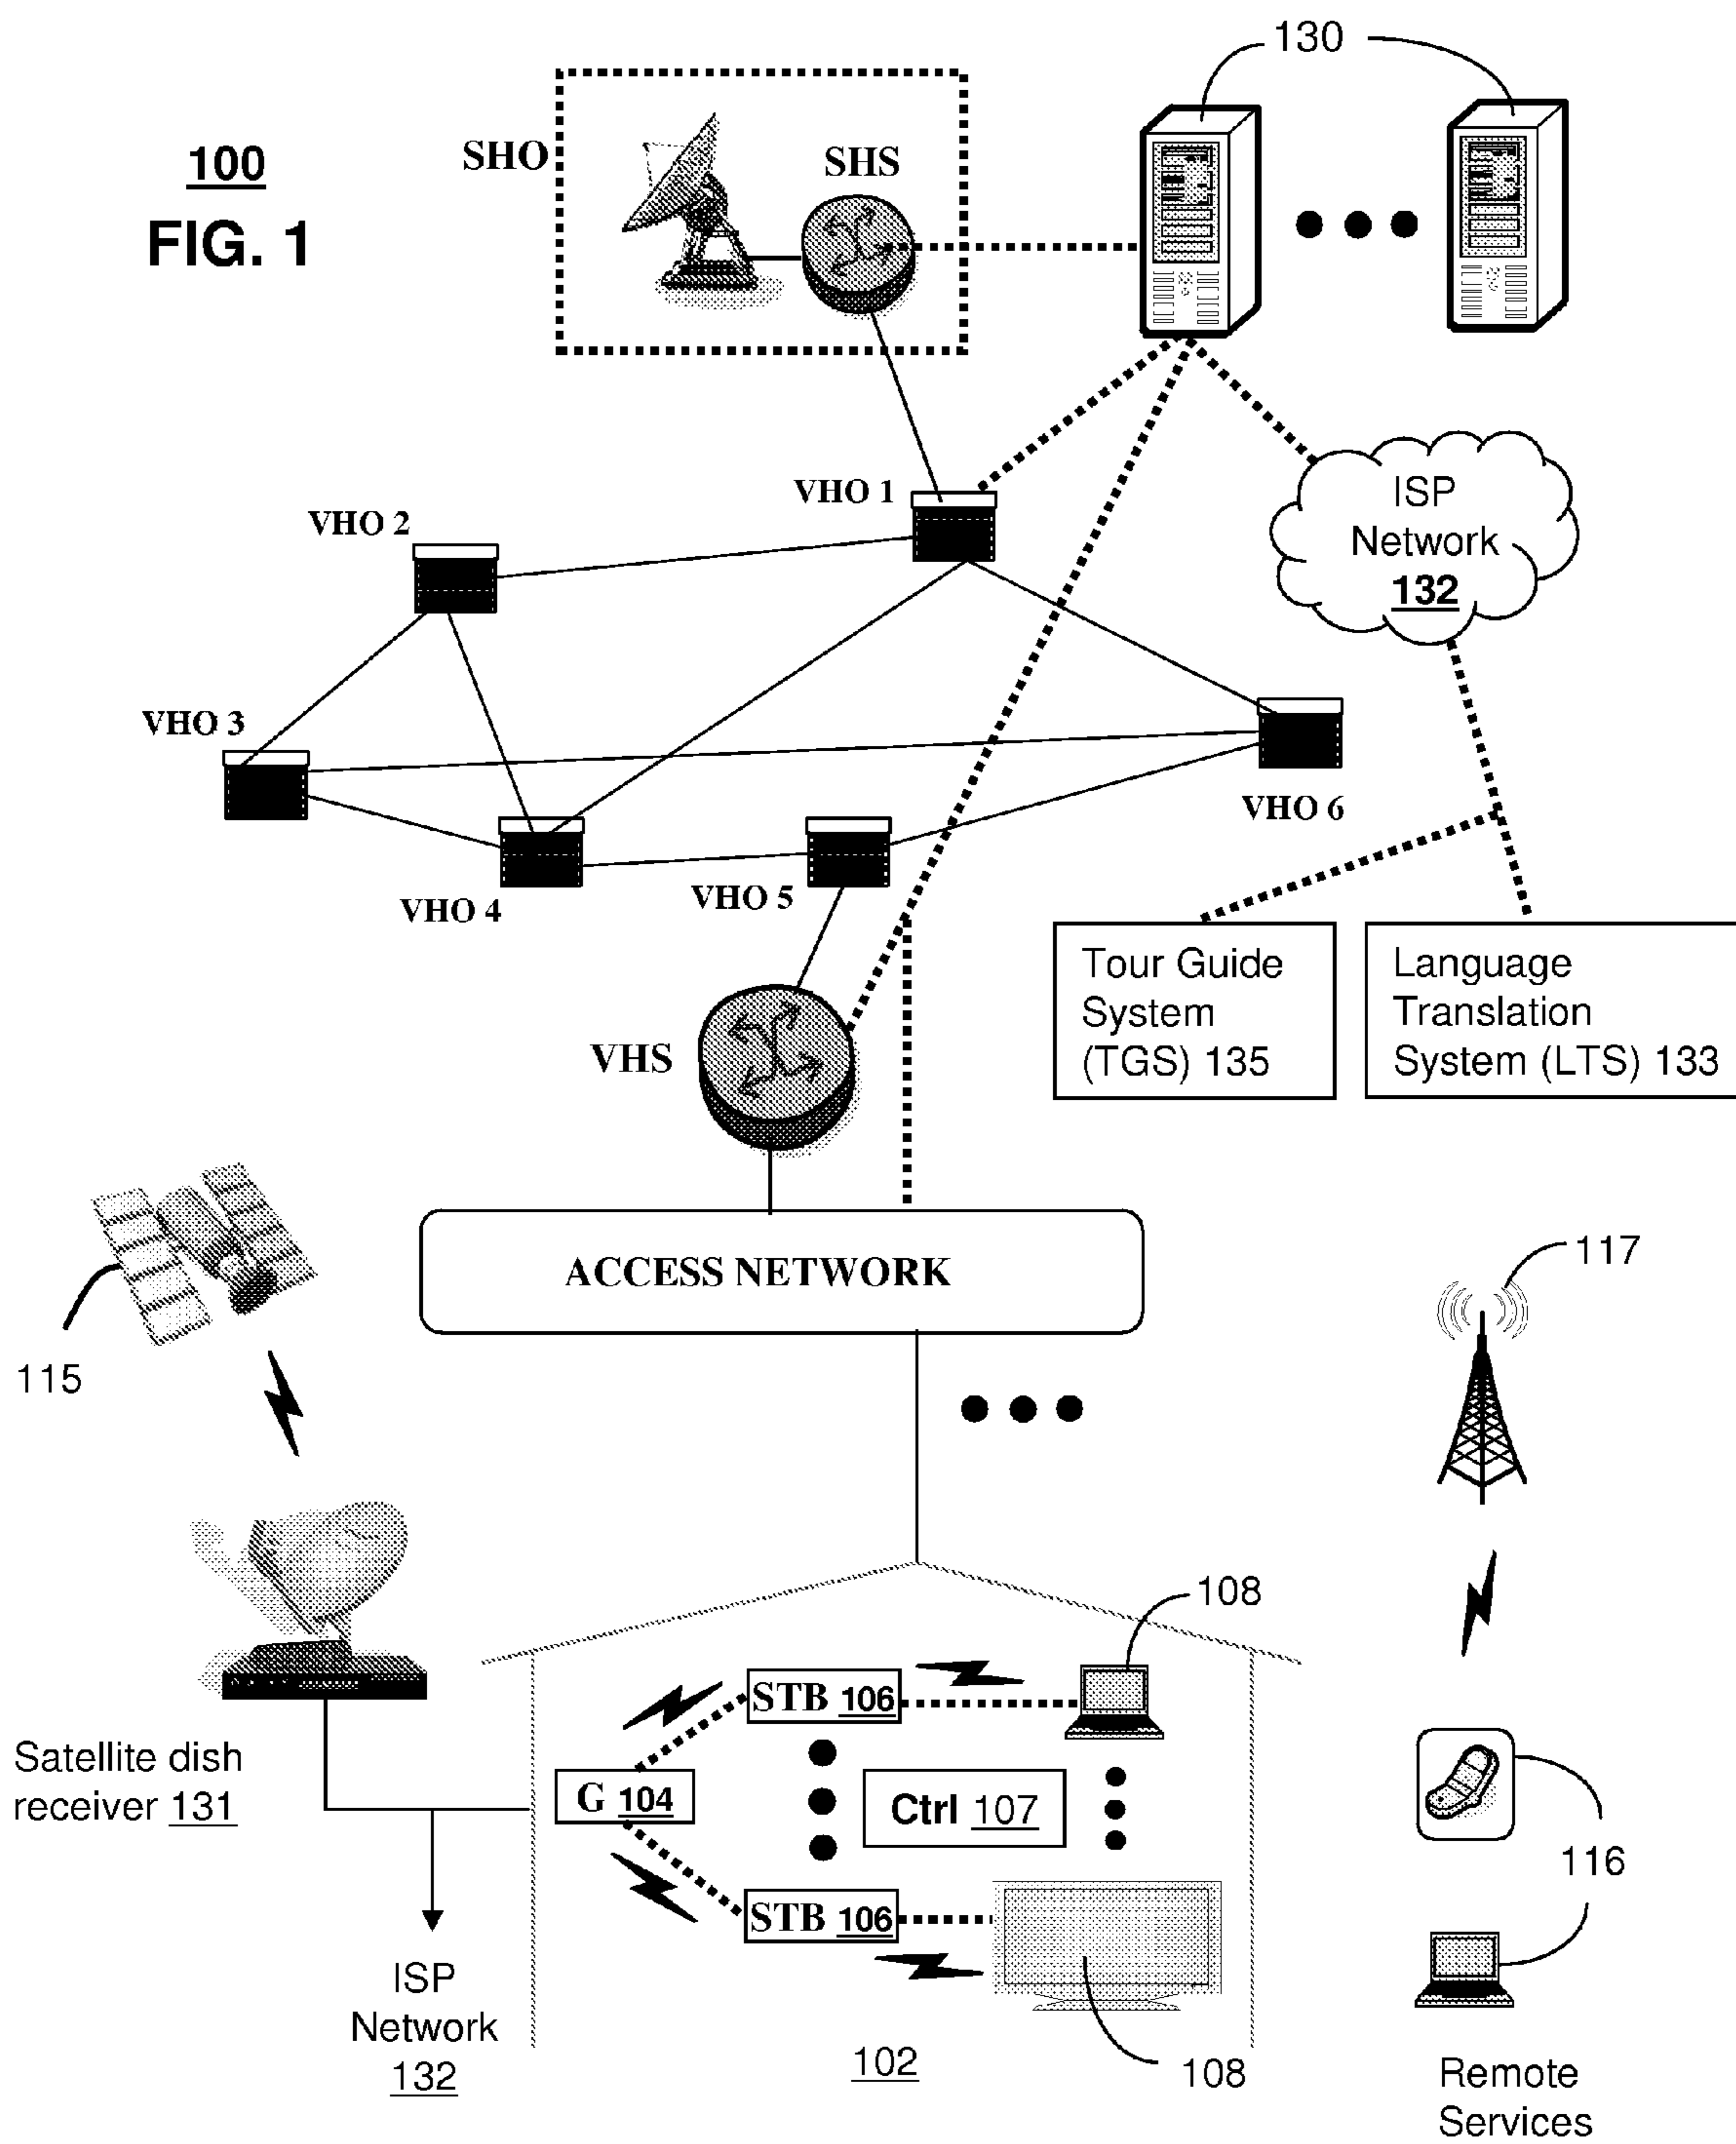 130
100
FIG. 1
SHO
SHS
ISP
Network
132
VHO 1
VHO 2
VHO 3
VHO 6
VHO 4
VHO 5
Tour Guide
System
(TGS) 135
Language
Translation
System (LTS) 133
VHS
ACCESS NETWORK
117
115
108
STB 106
Satellite dish
receiver 131
G 104
Ctrl 107
116
STB 106
ISP
Network
132
102
108
Remote
Services